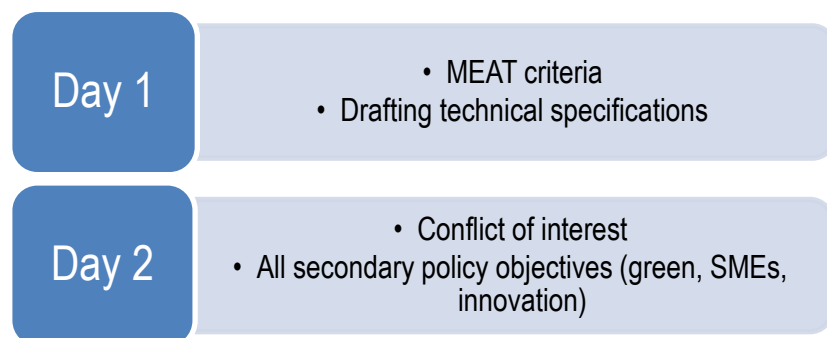 Day 1
• MEAT criteria
• Drafting technical specifications
Day 2
• Conflict of interest
• All secondary policy objectives (green, SMEs,
innovation)